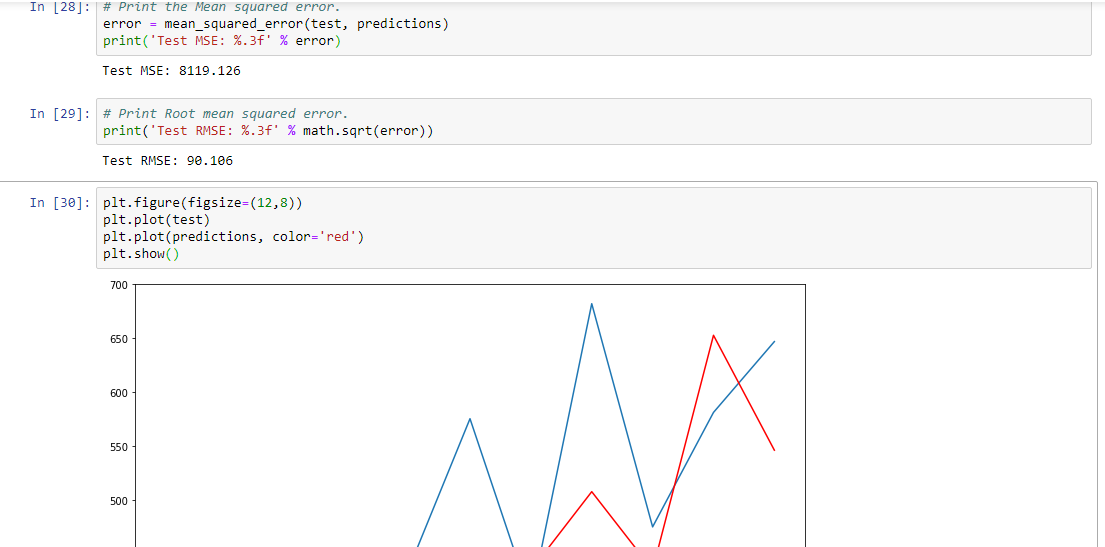 In [28]: # Print the Mean squared error.
error = mean_squared_error(test, predictions)
print('Test MSE: %.3f' % error)
Test MSE: 8119.126
In [29]: # Print Root mean squared error.
print('Test RMSE: %.3f' % math.sqrt(error))
Test RMSE: 90.106
In [30]: plt.figure(figsize=(12,8))
plt.plot(test)
plt.plot(predictions, color='red')
plt.show()
700
650
600
550
500